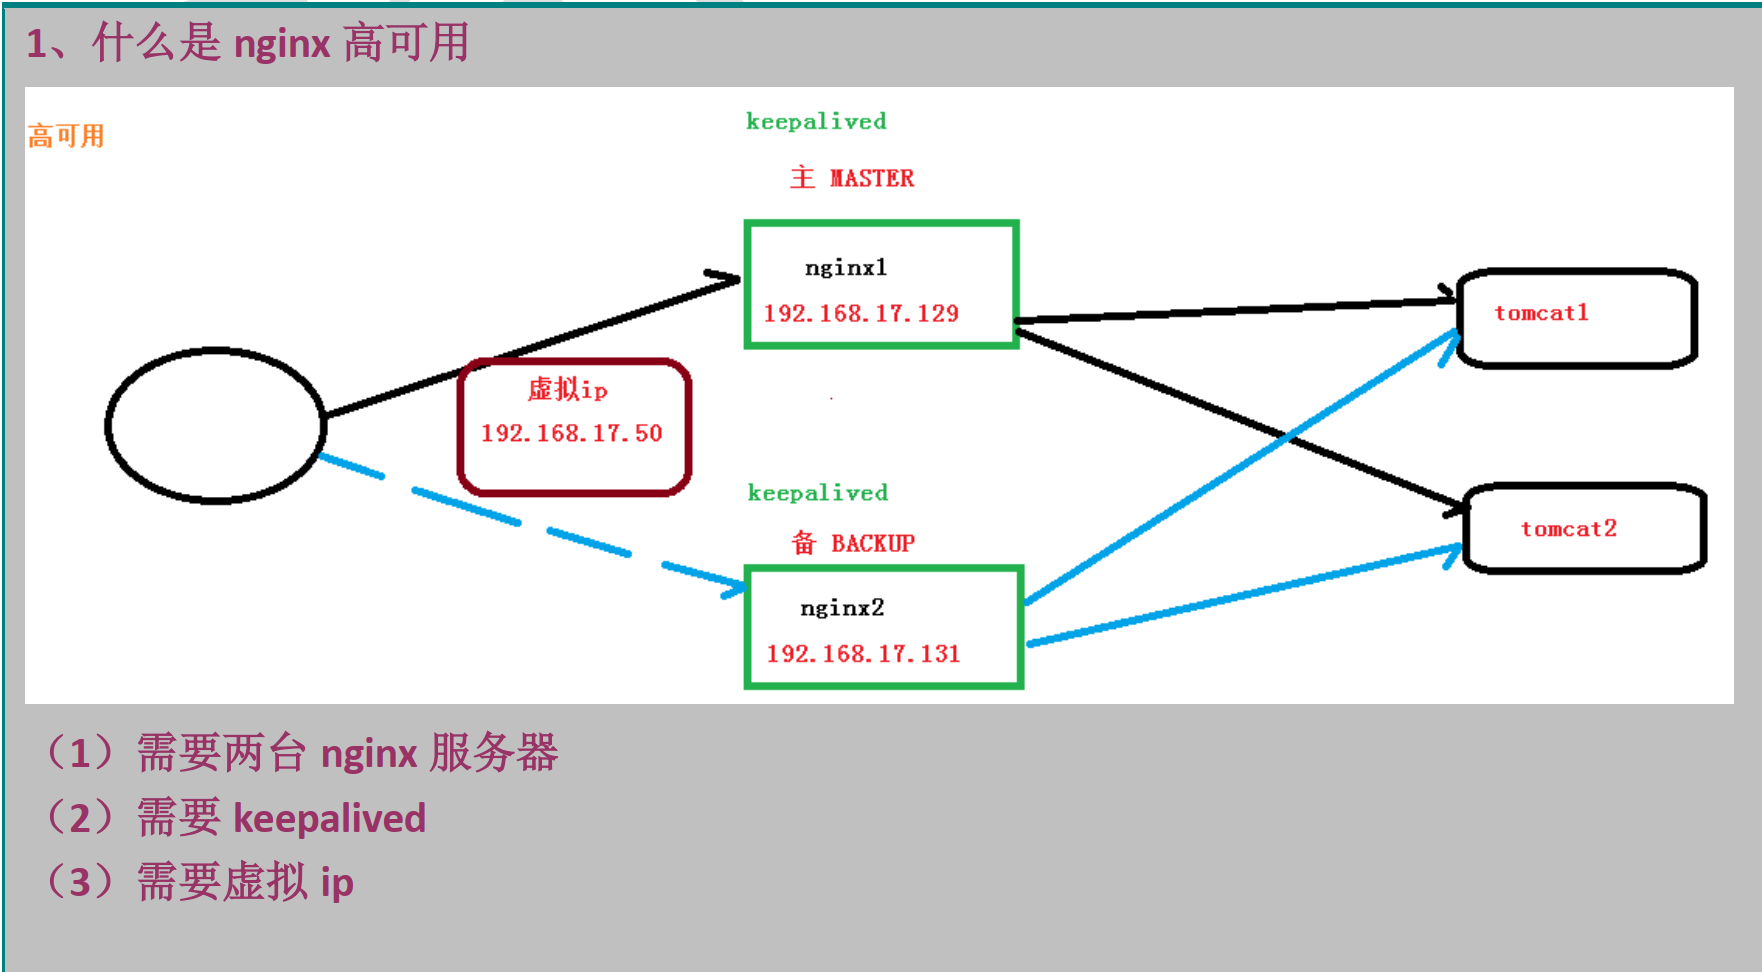 1、什么是 nginx 高可用
高可用
keepalived
主 MASTER
nginx1
192.168.17.129
tomcat1
虚拟ip
192.168.17.50
keepalived
备 BACKUP
nginx2
192.168.17.131
tomcat2
（1）需要两台 nginx 服务器
（2）需要 keepalived
（3）需要虚拟 ip